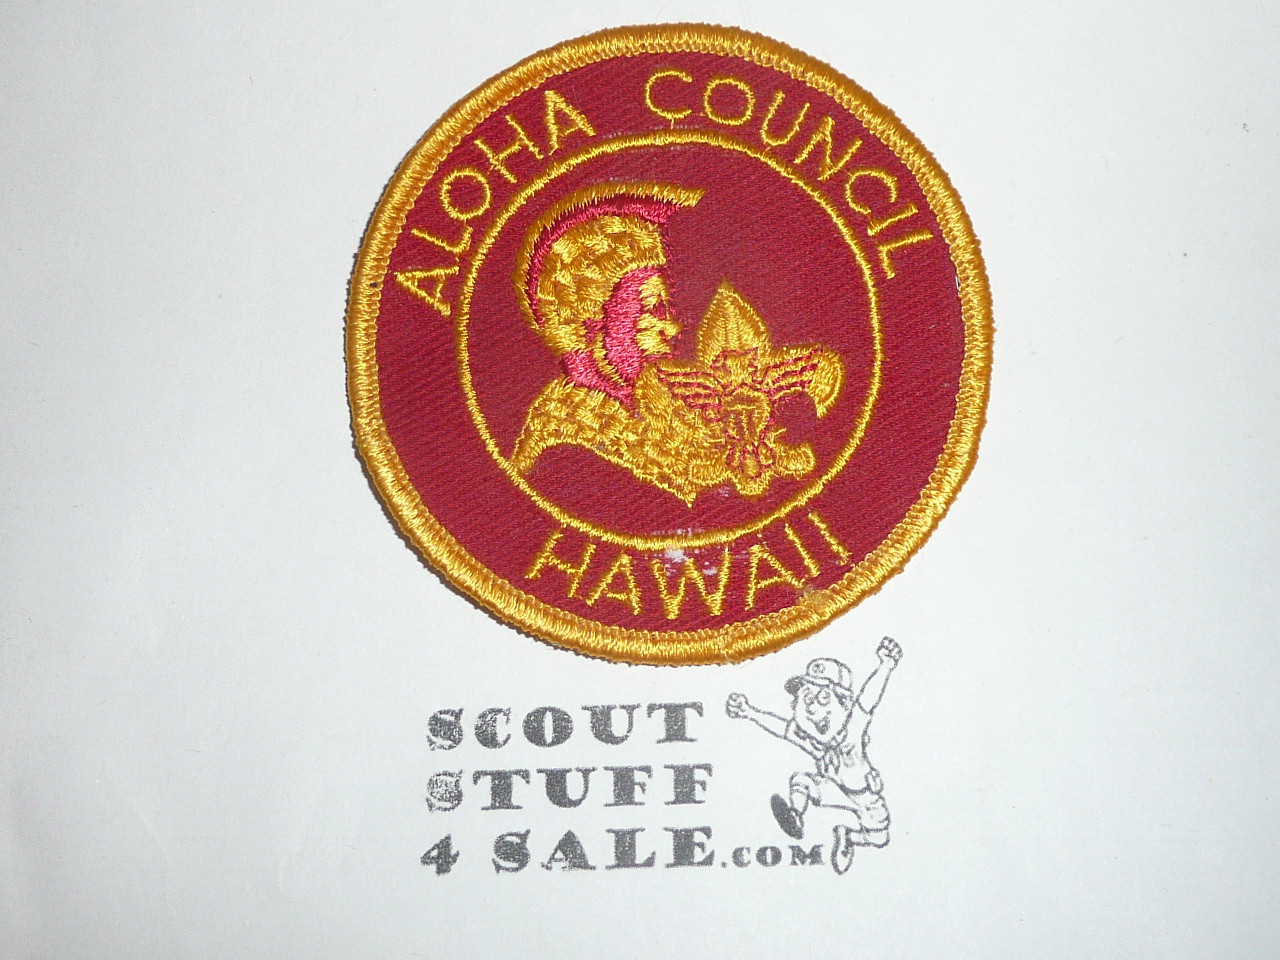 ALOHA COUNCIL
HAWAII
SCOUT
STUFF
4 SALE.COM